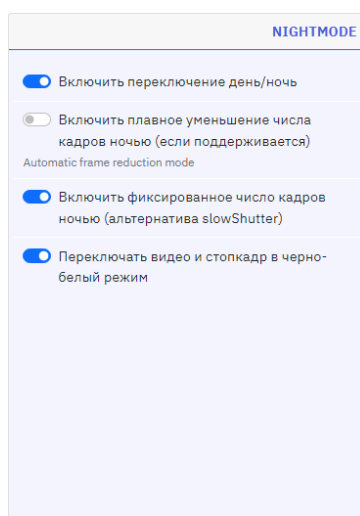 NIGHTMODE
Включить переключение день/ночь
Включить плавное уменьшение числа
кадров ночью (если поддерживается)
Automatic frame reduction mode
Включить фиксированное число кадров
ночью (альтернатива slowShutter)
Переключать видео и стопкадр в черно-
белый режим